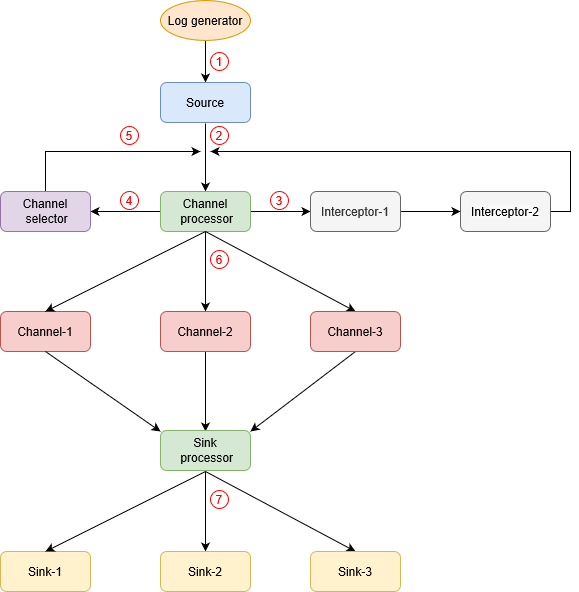 Log generator
1
Source
5
2
Channel
selector
4
Channel
processor
3
Interceptor-1
Interceptor-2
6
Channel-1
Channel-2
Channel-3
Sink
processor
7
Sink-1
Sink-2
Sink-3